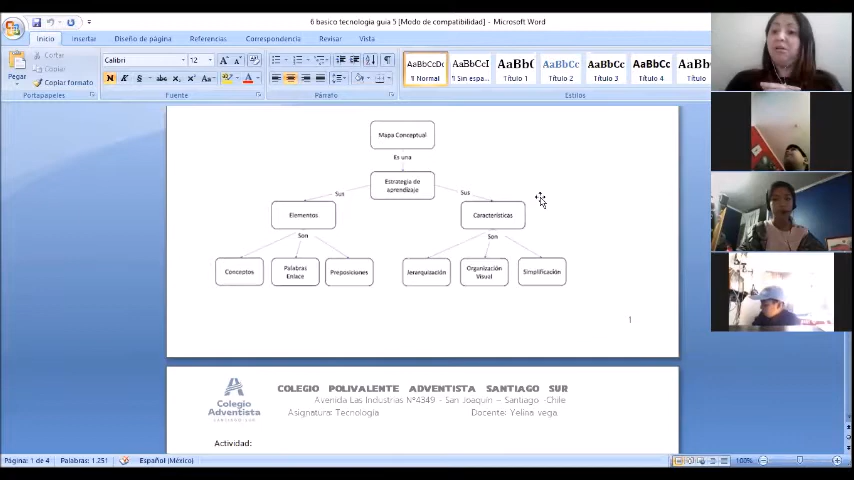 6 basico tecnologia guia 5 [Modo de compatibilidad] - Microsoft Word
Inicio Insertar Diseño de página Referencias Correspondencia Revisar Vista
Pegar
Cortar
Copiar
Copiar formato
Portapapeles
Calibri 12
Fuente
Párrafo
AaBbCcDc AaBbCcI AaBb( AaBbCc AaBbCc AaBbCc AaBb(
¶ Normal ¶ Sin espa... Título 1 Título 2 Título 3 Título 4 Título
Estilos
Mapa Conceptual
Es una
Estrategia de
aprendizaje
Sus Sus
Elementos Características
Son Son
Conceptos Palabras Enlace Preposiciones Jerarquización Organización Visual Simplificación
1
Colegio
Adventista
COLEGIO POLIVALENTE ADVENTISTA SANTIAGO SUR
Avenida Las Industrias N°4349 - San Joaquín – Santiago -Chile
Asignatura: Tecnología Docente: Yelina vega.
Actividad:
Página: 1 de 4 Palabras: 1.251 Español (México) 100%